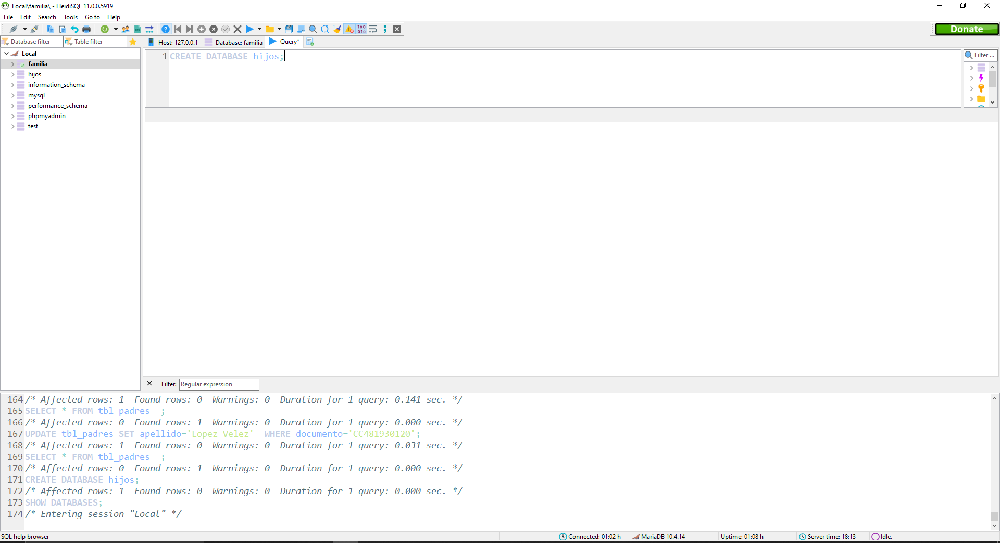 HS Local\familia\ - HeidiSQL 11.0.0.5919
File Edit Search Tools Go to Help
Donate
Database filter Table filter
Host: 127.0.0.1 Database: familia Query*
Local
familia
hijos
information_schema
mysql
performance_schema
phpmyadmin
test
1 CREATE DATABASE hijos;
Filter ...
Filter: Regular expression
164 /* Affected rows: 1  Found rows: 0  Warnings: 0  Duration for 1 query: 0.141 sec. */
165 SELECT * FROM tbl_padres  ;
166 /* Affected rows: 0  Found rows: 1  Warnings: 0  Duration for 1 query: 0.000 sec. */
167 UPDATE tbl_padres SET apellido='Lopez Velez'  WHERE documento='CC481930120';
168 /* Affected rows: 1  Found rows: 0  Warnings: 0  Duration for 1 query: 0.031 sec. */
169 SELECT * FROM tbl_padres  ;
170 /* Affected rows: 0  Found rows: 1  Warnings: 0  Duration for 1 query: 0.000 sec. */
171 CREATE DATABASE hijos;
172 /* Affected rows: 1  Found rows: 0  Warnings: 0  Duration for 1 query: 0.000 sec. */
173 SHOW DATABASES;
174 /* Entering session "Local" */
SQL help browser Connected: 01:02 h MariaDB 10.4.14 Uptime: 01:08 h Server time: 18:13 Idle.